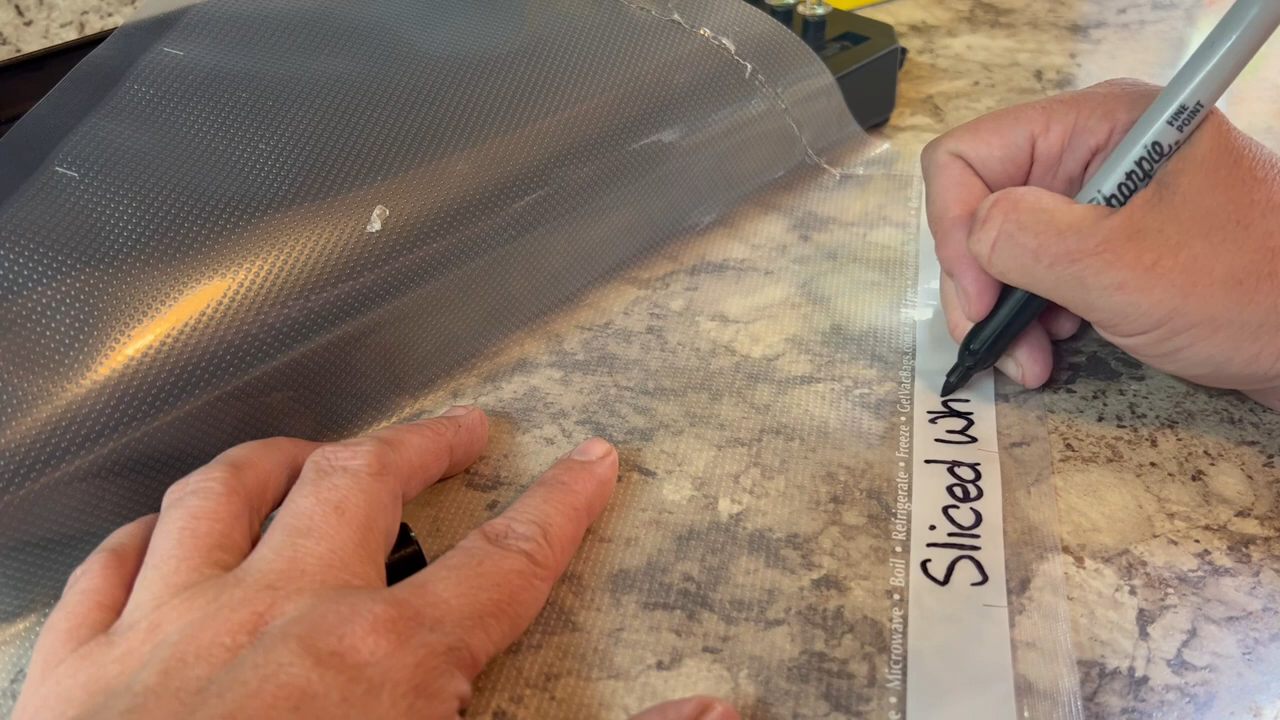 Sliced Wh
Microwave • Boil • Refrigerate • Freeze • GetVacBags.com
Sharpie.
FINE
POINT